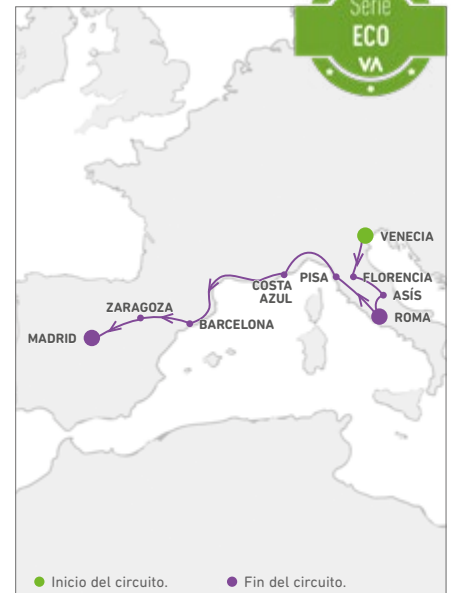 Serie
ECO
VA
VENECIA
PISA
FLORENCIA
COSTA
AZUL
ASÍS
ZARAGOZA
ROMA
BARCELONA
MADRID
Inicio del circuito.
Fin del circuito.